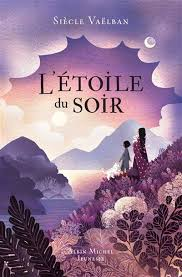 SIÈCLE VAËLBAN
L'ÉTOILE
DU SOIR
ALBIN MICHEL
JEUNESSE